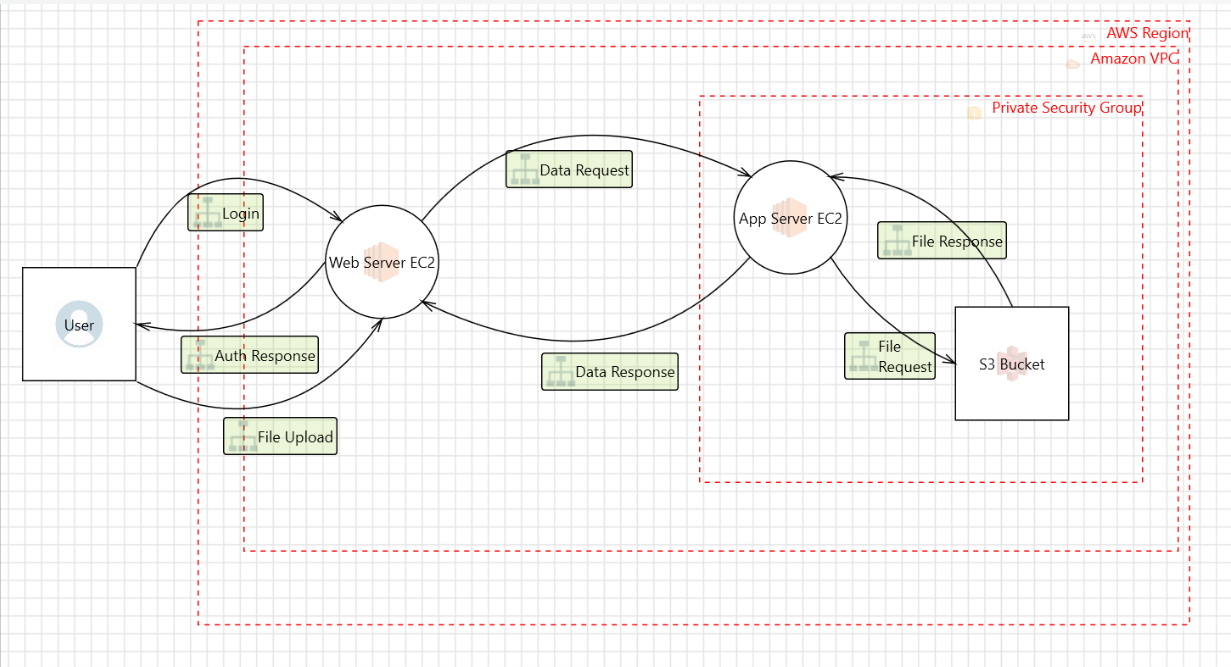 AWS Region
Amazon VPC
Private Security Group
Data Request
Login
App Server EC2
File Response
Web Server EC2
User
Auth Response
File
Request
S3 Bucket
Data Response
File Upload